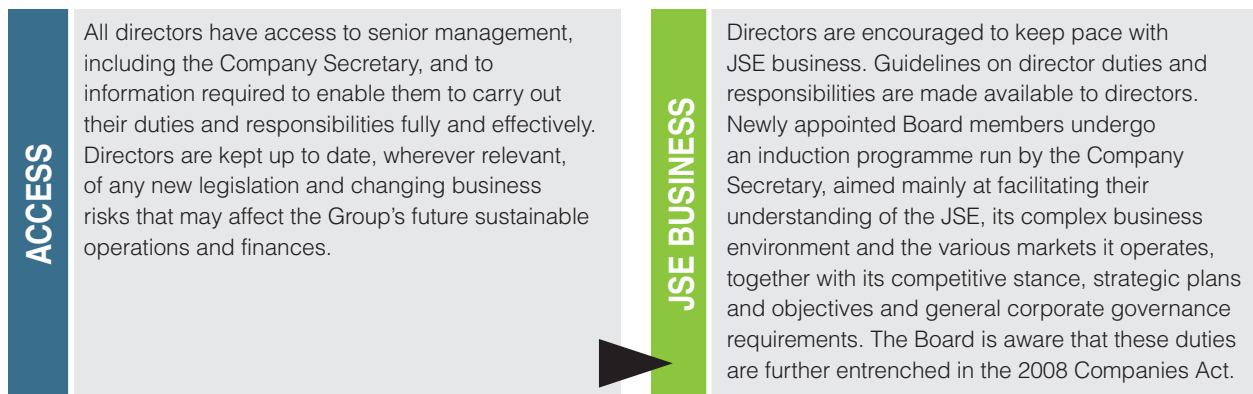 ACCESS
All directors have access to senior management,
including the Company Secretary, and to
information required to enable them to carry out
their duties and responsibilities fully and effectively.
Directors are kept up to date, wherever relevant,
of any new legislation and changing business
risks that may affect the Group’s future sustainable
operations and finances.
JSE BUSINESS
Directors are encouraged to keep pace with
JSE business. Guidelines on director duties and
responsibilities are made available to directors.
Newly appointed Board members undergo
an induction programme run by the Company
Secretary, aimed mainly at facilitating their
understanding of the JSE, its complex business
environment and the various markets it operates,
together with its competitive stance, strategic plans
and objectives and general corporate governance
requirements. The Board is aware that these duties
are further entrenched in the 2008 Companies Act.